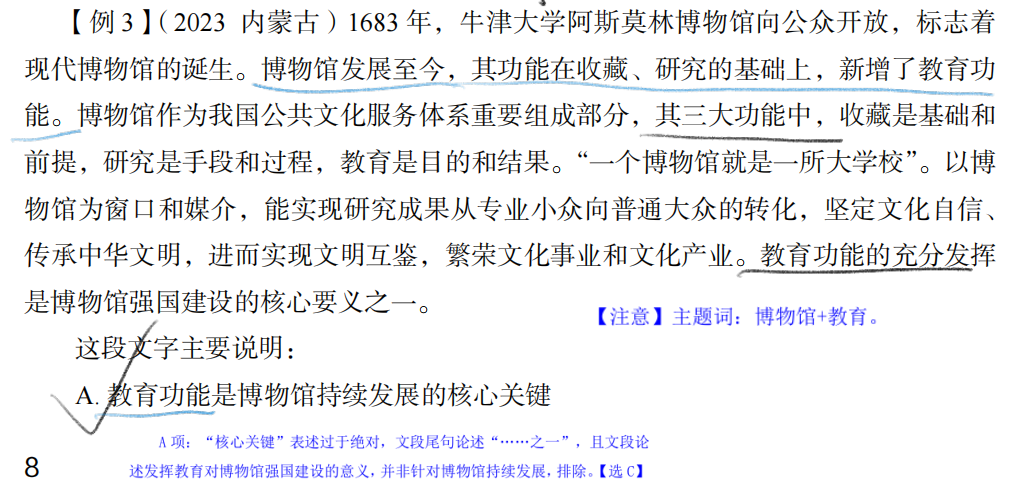 【例 3】（2023 内蒙古）1683 年，牛津大学阿斯莫林博物馆向公众开放，标志着
现代博物馆的诞生。博物馆发展至今，其功能在收藏、研究的基础上，新增了教育功
能。博物馆作为我国公共文化服务体系重要组成部分，其三大功能中，收藏是基础和
前提，研究是手段和过程，教育是目的和结果。“一个博物馆就是一所大学校”。以博
物馆为窗口和媒介，能实现研究成果从专业小众向普通大众的转化，坚定文化自信、
传承中华文明，进而实现文明互鉴，繁荣文化事业和文化产业。教育功能的充分发挥
是博物馆强国建设的核心要义之一。
【注意】主题词：博物馆+教育。
这段文字主要说明：
A. 教育功能是博物馆持续发展的核心关键
A 项：“核心关键”表述过于绝对，文段尾句论述“……之一”，且文段论
述发挥教育对博物馆强国建设的意义，并非针对博物馆持续发展，排除。【选 C】
8